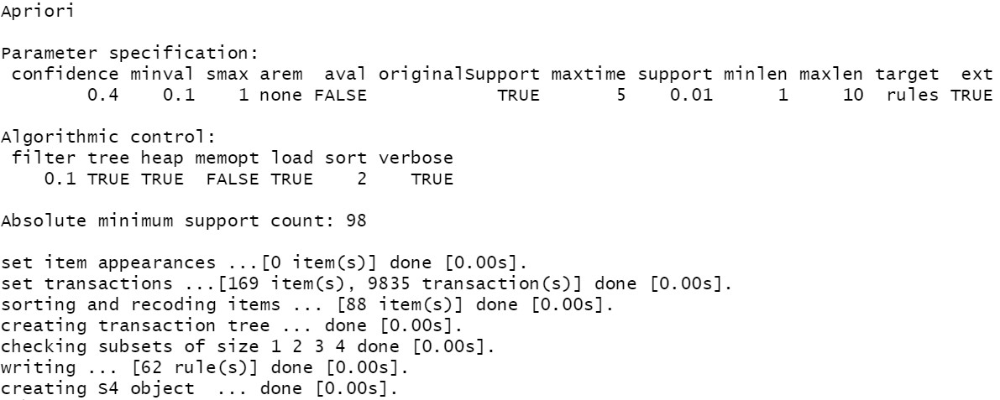 Apriori

Parameter specification:
 confidence minval smax arem  aval originalSupport maxtime support minlen maxlen target  ext
        0.4    0.1    1 none FALSE            TRUE       5    0.01      1     10  rules TRUE

Algorithmic control:
 filter tree heap memopt load sort verbose
    0.1 TRUE TRUE  FALSE TRUE    2    TRUE

Absolute minimum support count: 98

set item appearances ...[0 item(s)] done [0.00s].
set transactions ...[169 item(s), 9835 transaction(s)] done [0.00s].
sorting and recoding items ... [88 item(s)] done [0.00s].
creating transaction tree ... done [0.00s].
checking subsets of size 1 2 3 4 done [0.00s].
writing ... [62 rule(s)] done [0.00s].
creating S4 object  ... done [0.00s].